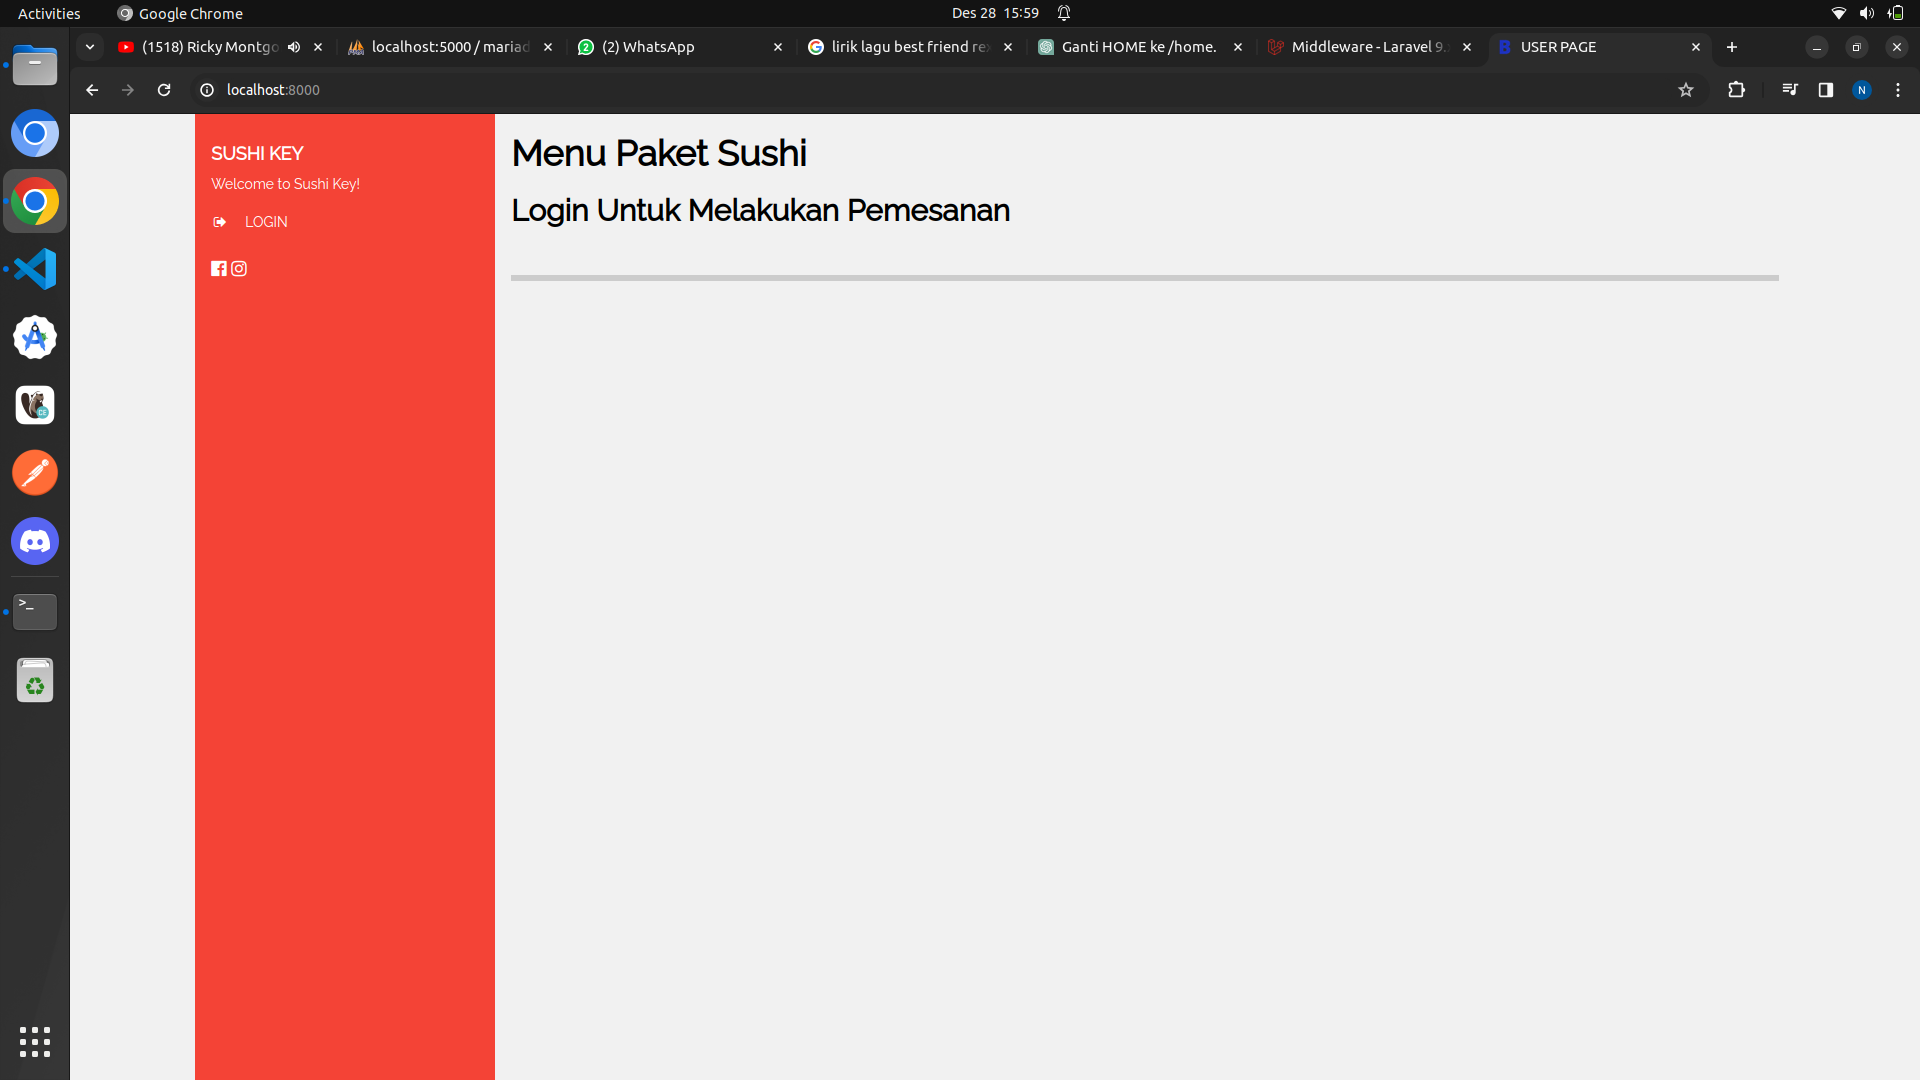 Activities
Google Chrome
Des 28 15:59
(1518) Ricky Montgo
localhost:5000 / mariad
(2) WhatsApp
lirik lagu best friend rex
Ganti HOME ke /home.
Middleware - Laravel 9.
USER PAGE
localhost:8000
N
SUSHI KEY
Welcome to Sushi Key!
LOGIN
Menu Paket Sushi
Login Untuk Melakukan Pemesanan